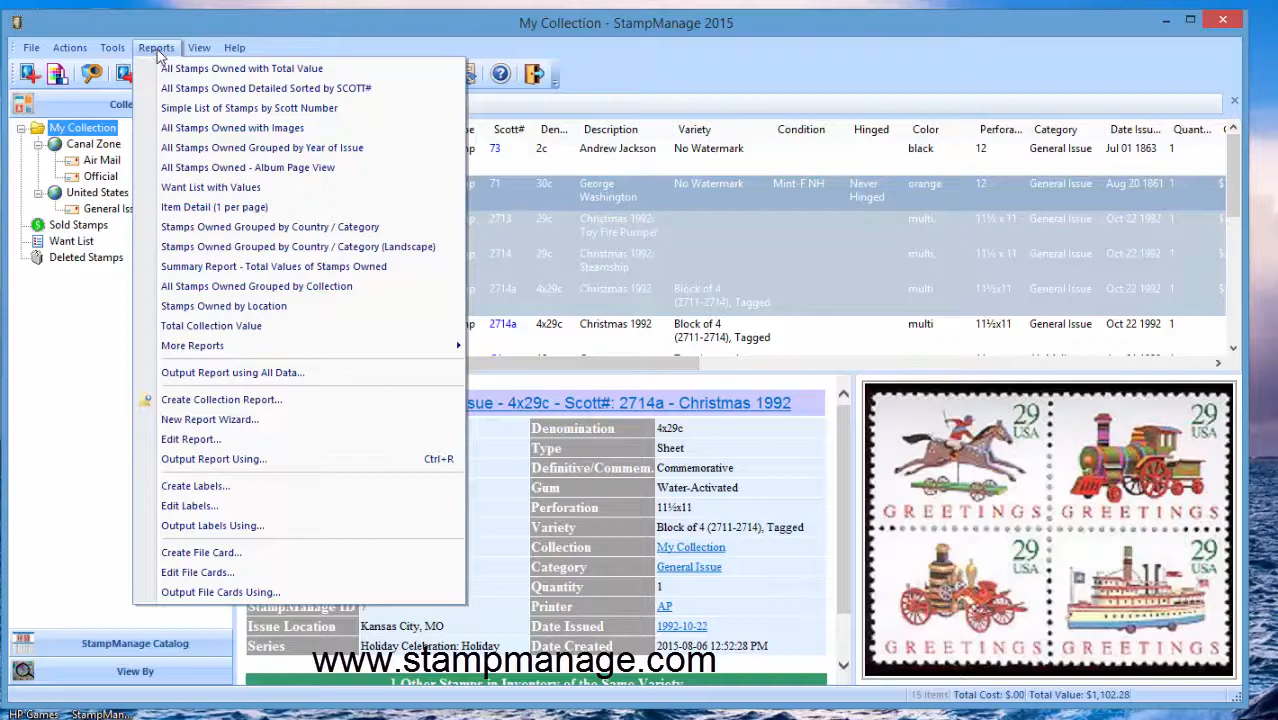 My Collection - StampManage 2015
File Actions Tools Reports View Help
All Stamps Owned with Total Value
All Stamps Owned Detailed Sorted by SCOTT#
Simple List of Stamps by Scott Number
All Stamps Owned with Images
All Stamps Owned Grouped by Year of Issue
All Stamps Owned - Album Page View
Want List with Values
Item Detail (1 per page)
Stamps Owned Grouped by Country / Category
Stamps Owned Grouped by Country / Category (Landscape)
Summary Report - Total Values of Stamps Owned
All Stamps Owned Grouped by Collection
Stamps Owned by Location
Total Collection Value
More Reports
Output Report using All Data...
Create Collection Report...
New Report Wizard...
Edit Report...
Output Report Using... Ctrl+R
Create Labels...
Edit Labels...
Output Labels Using...
Create File Card...
Edit File Cards...
Output File Cards Using...
Colle
My Collection
Canal Zone
Air Mail
Official
United States
General Is
Sold Stamps
Want List
Deleted Stamps
StampManage Catalog
View By
Scott# Den... Description Variety Condition Hinged Color Perfora... Category Date Issu... Quant...
p 73 2c Andrew Jackson No Watermark black 12 General Issue Jul 01 1863 1
71 30c George Washington No Watermark Mint-F NH Never Hinged orange 12 General Issue Aug 20 1861 1 $
2713 29c Christmas 1992: Toy Fire Pumper multi 11½ x 11 General Issue Oct 22 1992 1
2714 29c Christmas 1992: Steamship multi 11½ x 11 General Issue Oct 22 1992 1
2714a 4x29c Christmas 1992 Block of 4 (2711-2714), Tagged multi 11½x11 General Issue Oct 22 1992 1 $
mp 2714a 4x29c Christmas 1992 Block of 4 (2711-2714), Tagged multi 11½x11 General Issue Oct 22 1992 1
sue - 4x29c - Scott#: 2714a - Christmas 1992
Denomination 4x29c
Type Sheet
Definitive/Commem. Commemorative
Gum Water-Activated
Perforation 11½x11
Variety Block of 4 (2711-2714), Tagged
Collection My Collection
Category General Issue
Quantity 1
StampManage ID 7 Printer AP
Issue Location Kansas City, MO Date Issued 1992-10-22
Series Holiday Celebration: Holiday Date Created 2015-08-06 12:52:28 PM
1 Other Stamps in Inventory of the Same Variety
29 USA
GREETINGS
29 USA
GREETINGS
29 USA
GREETINGS
29 USA
GREETINGS
www.stampmanage.com
15 Items Total Cost: $.00 Total Value: $1,102.28
HP Games StampMan...